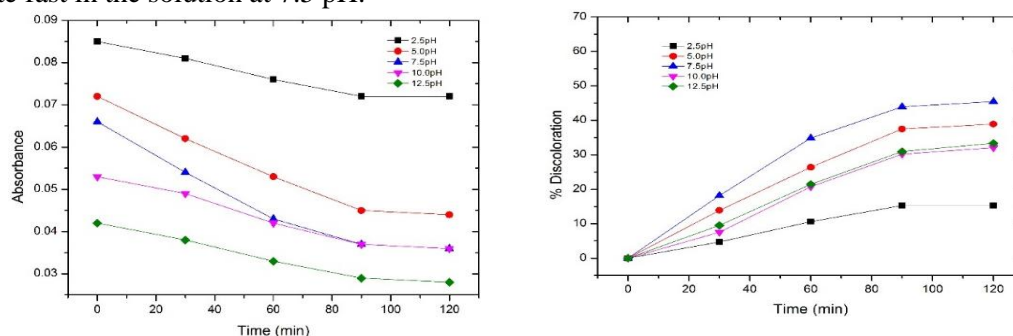 te fast in the solution at 7.5 pH.
0.09
0.08
0.07
0.06
0.05
0.04
0.03
Absorbance
0 20 40 60 80 100 120
Time (min)
2.5pH
5.0pH
7.5pH
10.0pH
12.5pH
70
60
50
40
30
20
10
0
% Discoloration
0 20 40 60 80 100 120
Time (min)
2.5pH
5.0pH
7.5pH
10.0pH
12.5pH